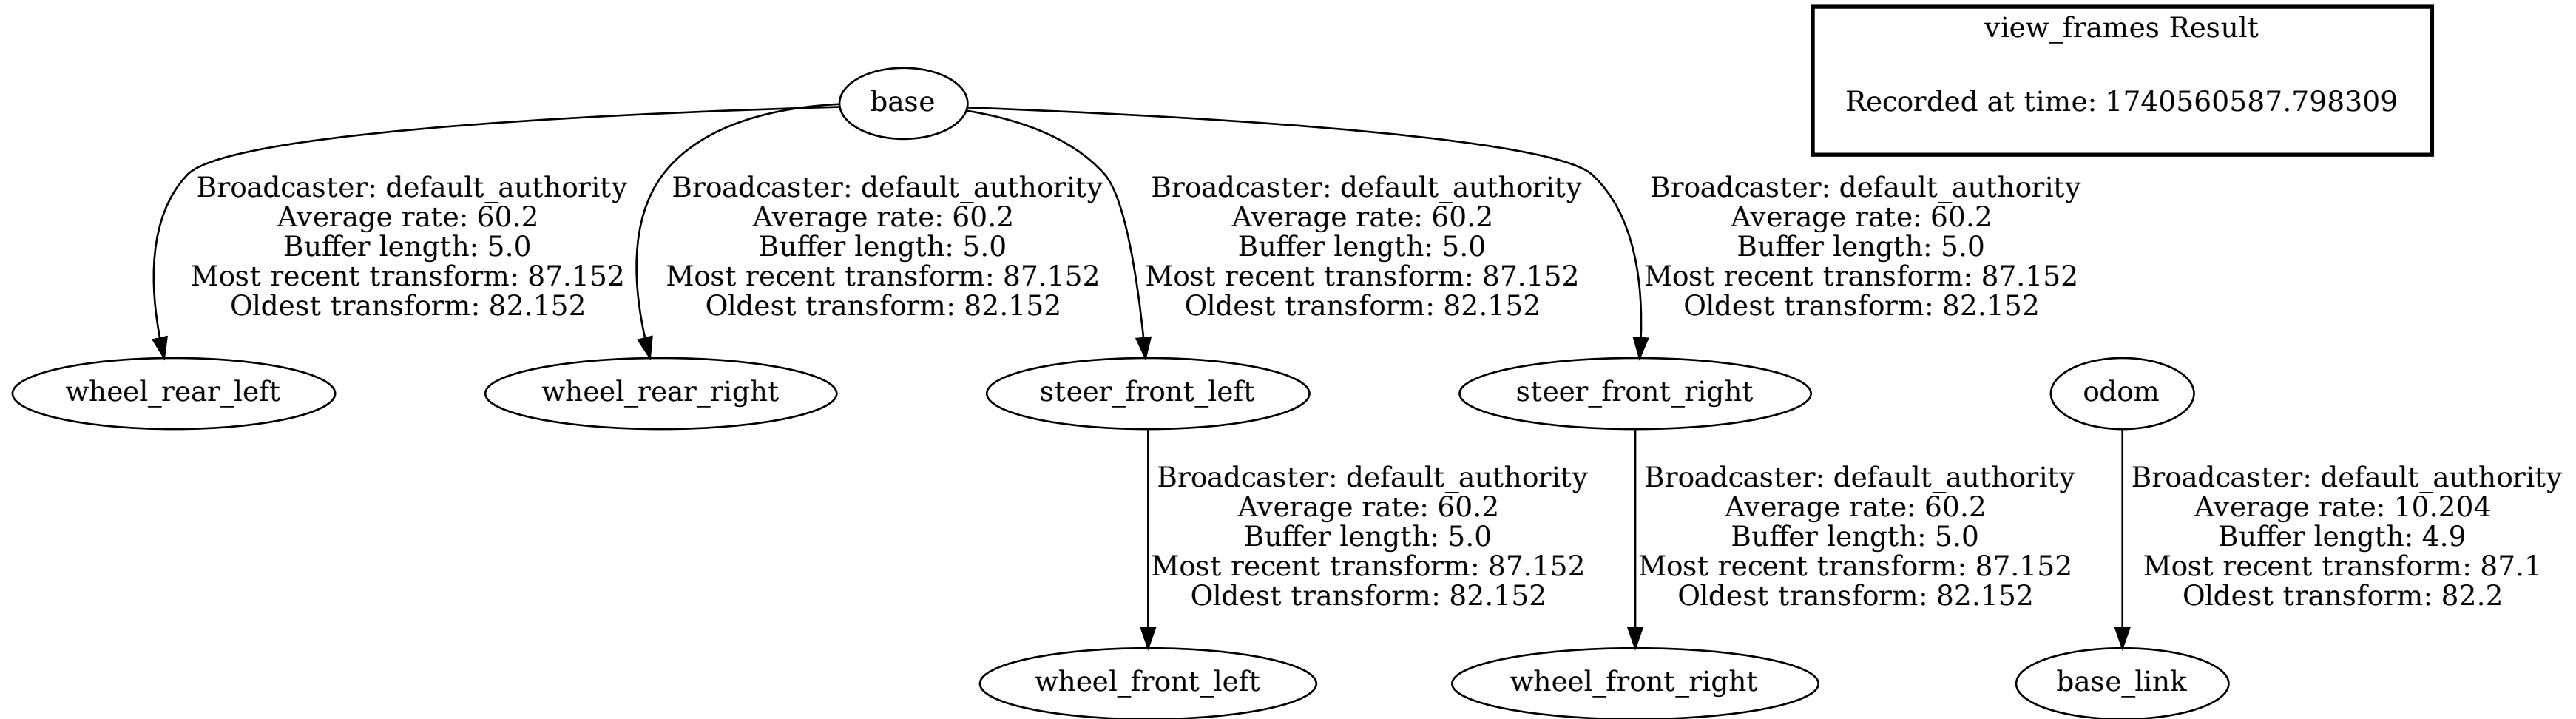 view_frames Result
Recorded at time: 1740560587.798309
base
Broadcaster: default_authority
Average rate: 60.2
Buffer length: 5.0
Most recent transform: 87.152
Oldest transform: 82.152
Broadcaster: default_authority
Average rate: 60.2
Buffer length: 5.0
Most recent transform: 87.152
Oldest transform: 82.152
Broadcaster: default_authority
Average rate: 60.2
Buffer length: 5.0
Most recent transform: 87.152
Oldest transform: 82.152
Broadcaster: default_authority
Average rate: 60.2
Buffer length: 5.0
Most recent transform: 87.152
Oldest transform: 82.152
wheel_rear_left
wheel_rear_right
steer_front_left
steer_front_right
odom
Broadcaster: default_authority
Average rate: 60.2
Buffer length: 5.0
Most recent transform: 87.152
Oldest transform: 82.152
Broadcaster: default_authority
Average rate: 60.2
Buffer length: 5.0
Most recent transform: 87.152
Oldest transform: 82.152
Broadcaster: default_authority
Average rate: 10.204
Buffer length: 4.9
Most recent transform: 87.1
Oldest transform: 82.2
wheel_front_left
wheel_front_right
base_link